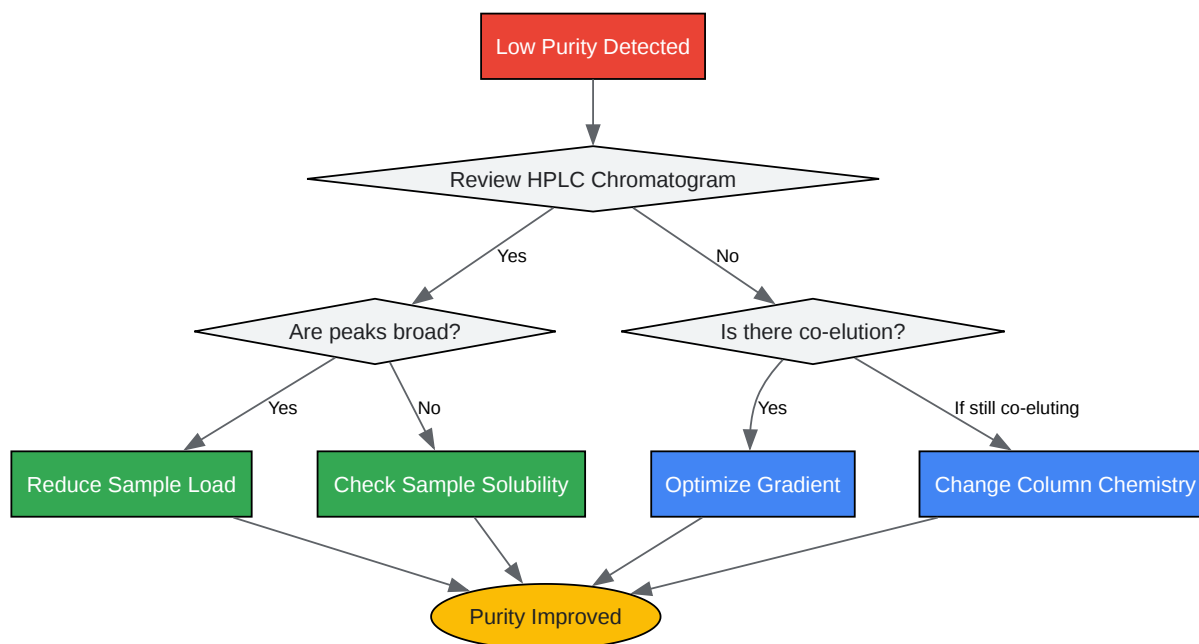 Low Purity Detected
Review HPLC Chromatogram
Yes
No
Are peaks broad?
Is there co-elution?
Yes
No
Yes
If still co-eluting
Reduce Sample Load
Check Sample Solubility
Optimize Gradient
Change Column Chemistry
Purity Improved